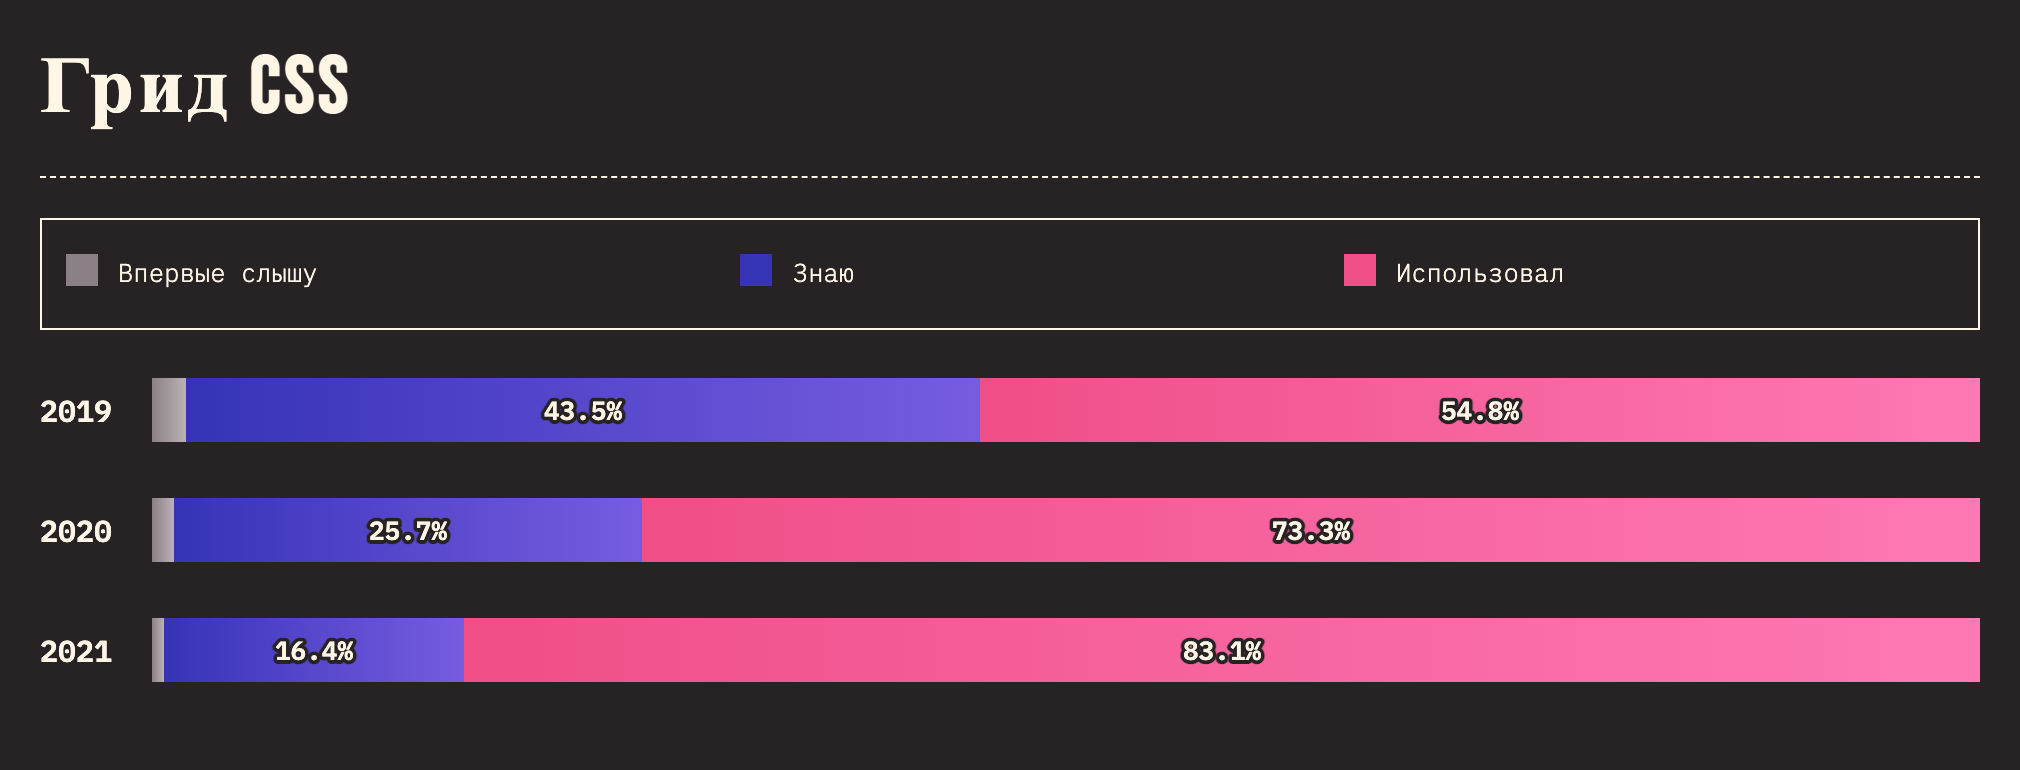 Грид CSS
Впервые слышу Знаю Использовал
2019 43.5% 54.8%
2020 25.7% 73.3%
2021 16.4% 83.1%